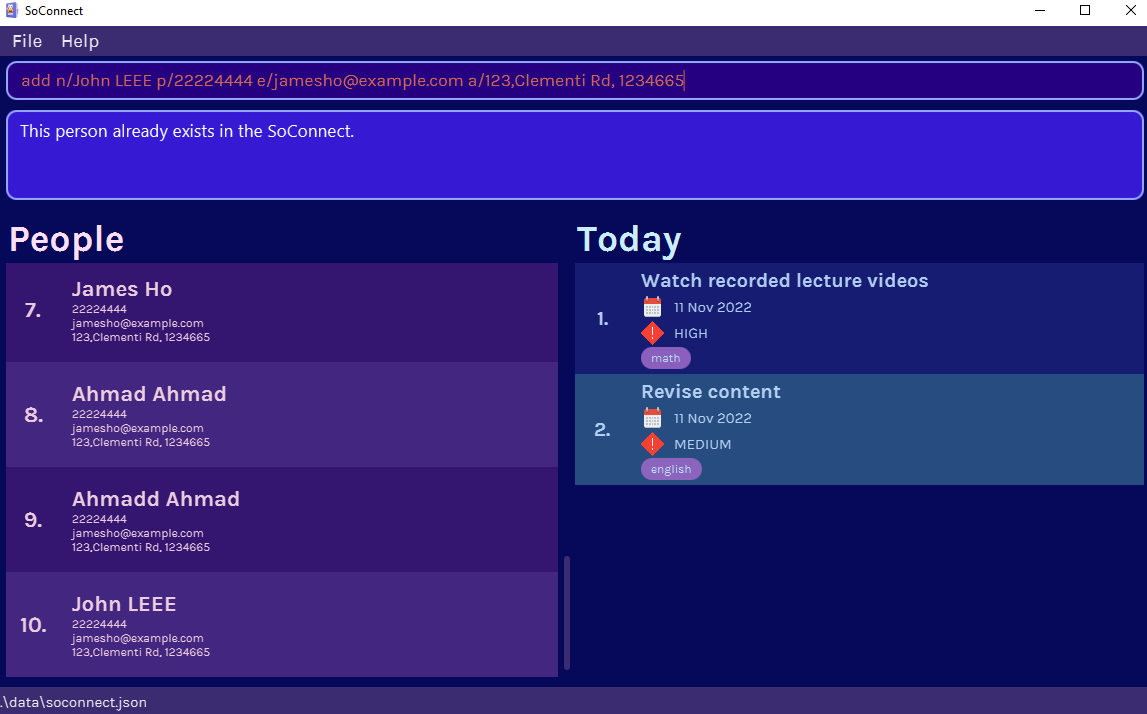 SoConnect
File Help
add n/John LEEE p/22224444 e/jamesho@example.com a/123,Clementi Rd, 1234665
This person already exists in the SoConnect.
People
7. James Ho
22224444
jamesho@example.com
123,Clementi Rd, 1234665
8. Ahmad Ahmad
22224444
jamesho@example.com
123,Clementi Rd, 1234665
9. Ahmadd Ahmad
22224444
jamesho@example.com
123,Clementi Rd, 1234665
10. John LEEE
22224444
jamesho@example.com
123,Clementi Rd, 1234665
Today
1. Watch recorded lecture videos
11 Nov 2022
HIGH
math
2. Revise content
11 Nov 2022
MEDIUM
english
.\data\soconnect.json